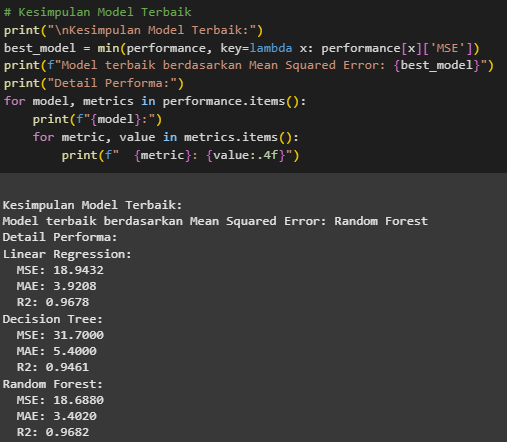 # Kesimpulan Model Terbaik
print("\nKesimpulan Model Terbaik:")
best_model = min(performance, key=lambda x: performance[x]['MSE'])
print(f"Model terbaik berdasarkan Mean Squared Error: {best_model}")
print("Detail Performa:")
for model, metrics in performance.items():
    print(f"{model}:")
    for metric, value in metrics.items():
        print(f"  {metric}: {value:.4f}")
Kesimpulan Model Terbaik:
Model terbaik berdasarkan Mean Squared Error: Random Forest
Detail Performa:
Linear Regression:
  MSE: 18.9432
  MAE: 3.9208
  R2: 0.9678
Decision Tree:
  MSE: 31.7000
  MAE: 5.4000
  R2: 0.9461
Random Forest:
  MSE: 18.6880
  MAE: 3.4020
  R2: 0.9682